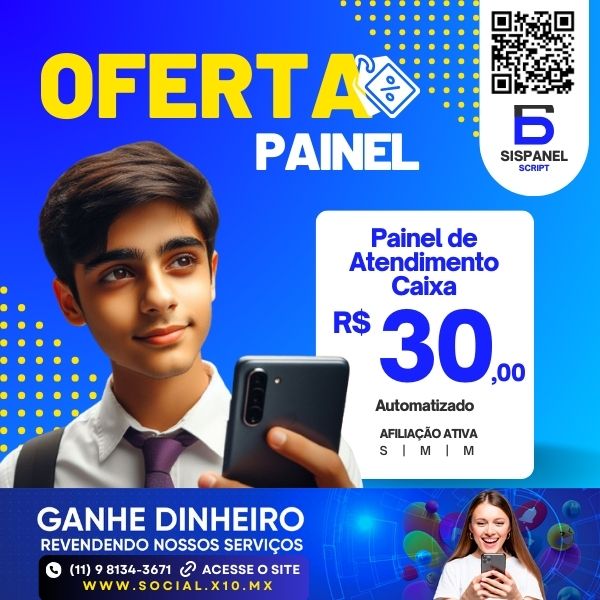 OFERTA
%
PAINEL
SISPANEL
SCRIPT
Painel de
Atendimento
Caixa
R$ 30,00
Automatizado
AFILIAÇÃO ATIVA
S | M | M
GANHE DINHEIRO
REVENDENDO NOSSOS SERVIÇOS
(11) 9 8134-3671 ACESSE O SITE
WWW.SOCIAL.X10.MX